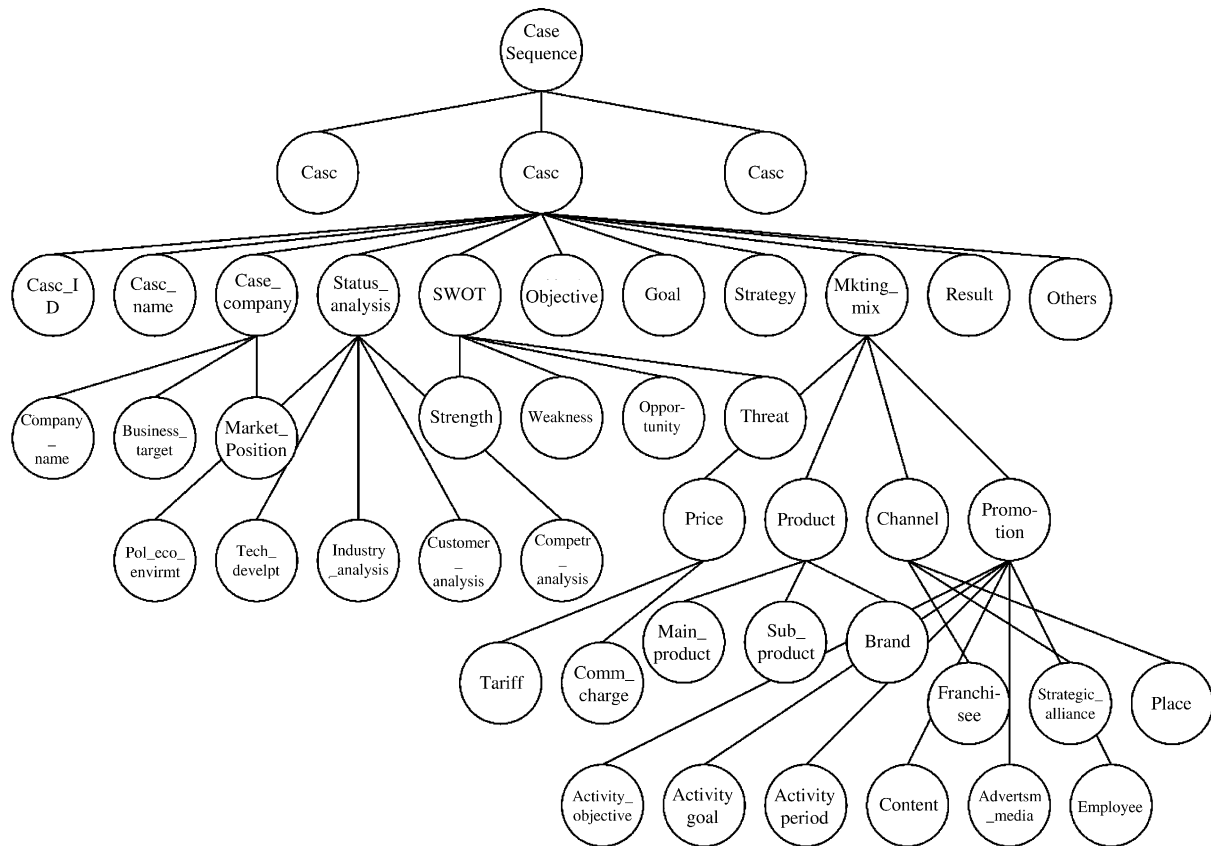 Case
Sequence
Casc
Casc
Casc
Casc_I
D
Casc_
name
Case_
company
Status_
analysis
SWOT
Objective
Goal
Strategy
Mkting_
mix
Result
Others
Company
_
name
Business_
target
Market_
Position
Strength
Weakness
Oppor-
tunity
Threat
Pol_eco_
envirmt
Tech_
develpt
Industry
_analysis
Customer
_analysis
Competr
_analysis
Price
Product
Channel
Promo-
tion
Tariff
Comm_
charge
Main_
product
Sub_
product
Brand
Franchi-
see
Strategic_
alliance
Place
Activity_
objective
Activity
goal
Activity
period
Content
Advertsm
_media
Employee